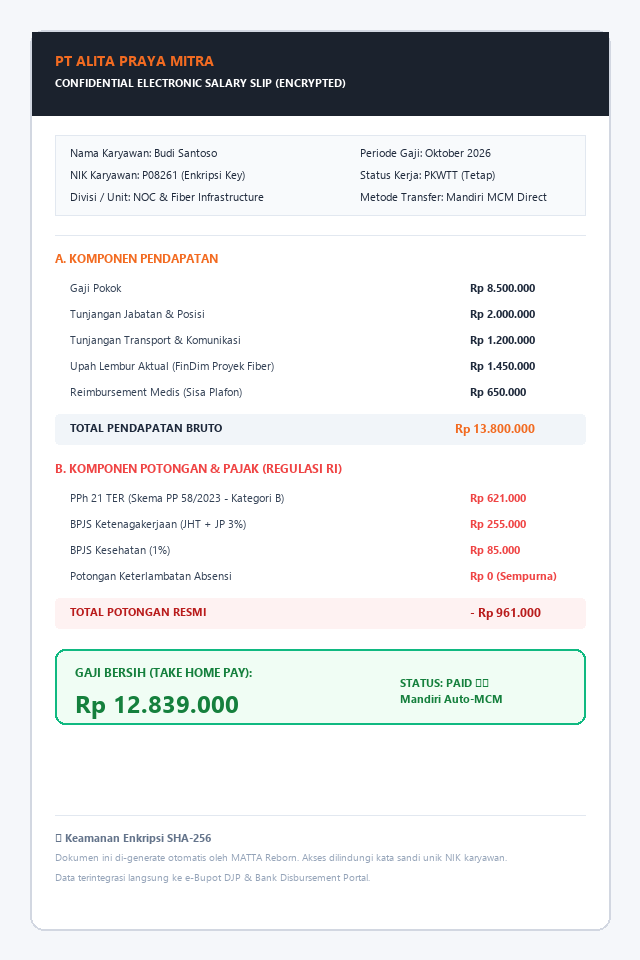 PT ALITA PRAYA MITRA
CONFIDENTIAL ELECTRONIC SALARY SLIP (ENCRYPTED)
Nama Karyawan: Budi Santoso Periode Gaji: Oktober 2026
NIK Karyawan: P08261 (Enkripsi Key) Status Kerja: PKWTT (Tetap)
Divisi / Unit: NOC & Fiber Infrastructure Metode Transfer: Mandiri MCM Direct
A. KOMPONEN PENDAPATAN
Gaji Pokok Rp 8.500.000
Tunjangan Jabatan & Posisi Rp 2.000.000
Tunjangan Transport & Komunikasi Rp 1.200.000
Upah Lembur Aktual (FinDim Proyek Fiber) Rp 1.450.000
Reimbursement Medis (Sisa Plafon) Rp 650.000
TOTAL PENDAPATAN BRUTO Rp 13.800.000
B. KOMPONEN POTONGAN & PAJAK (REGULASI RI)
PPh 21 TER (Skema PP 58/2023 - Kategori B) Rp 621.000
BPJS Ketenagakerjaan (JHT + JP 3%) Rp 255.000
BPJS Kesehatan (1%) Rp 85.000
Potongan Keterlambatan Absensi Rp 0 (Sempurna)
TOTAL POTONGAN RESMI - Rp 961.000
GAJI BERSIH (TAKE HOME PAY):
Rp 12.839.000
STATUS: PAID
Mandiri Auto-MCM
Keamanan Enkripsi SHA-256
Dokumen ini di-generate otomatis oleh MATTA Reborn. Akses dilindungi kata sandi unik NIK karyawan.
Data terintegrasi langsung ke e-Bupot DJP & Bank Disbursement Portal.